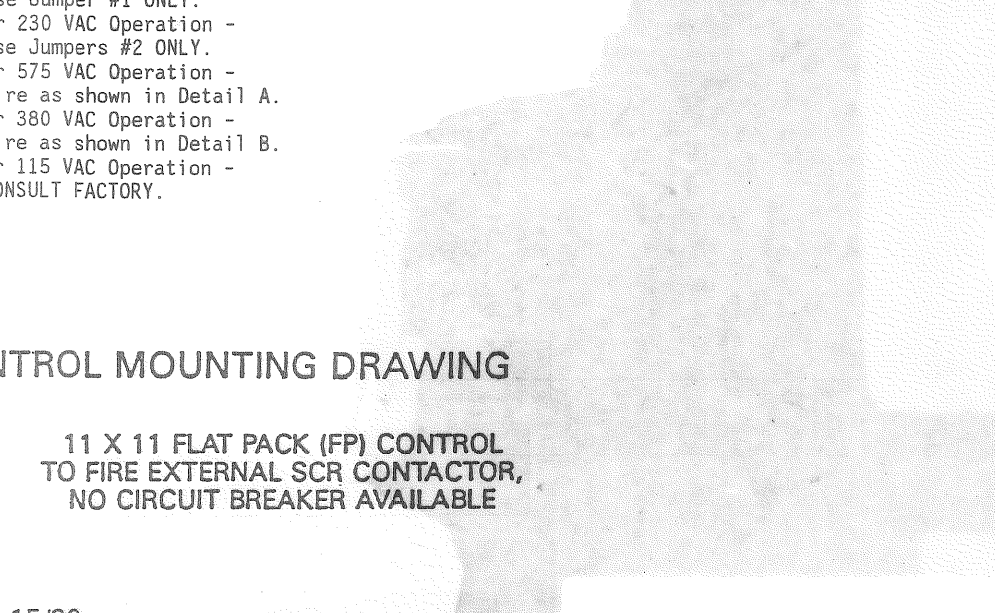 se Jumper #1 ONLY.
r 230 VAC Operation -
se Jumpers #2 ONLY.
r 575 VAC Operation -
re as shown in Detail A.
r 380 VAC Operation -
re as shown in Detail B.
r 115 VAC Operation -
ONSULT FACTORY.
NTROL MOUNTING DRAWING
11 X 11 FLAT PACK (FP) CONTROL
TO FIRE EXTERNAL SCR CONTACTOR,
NO CIRCUIT BREAKER AVAILABLE